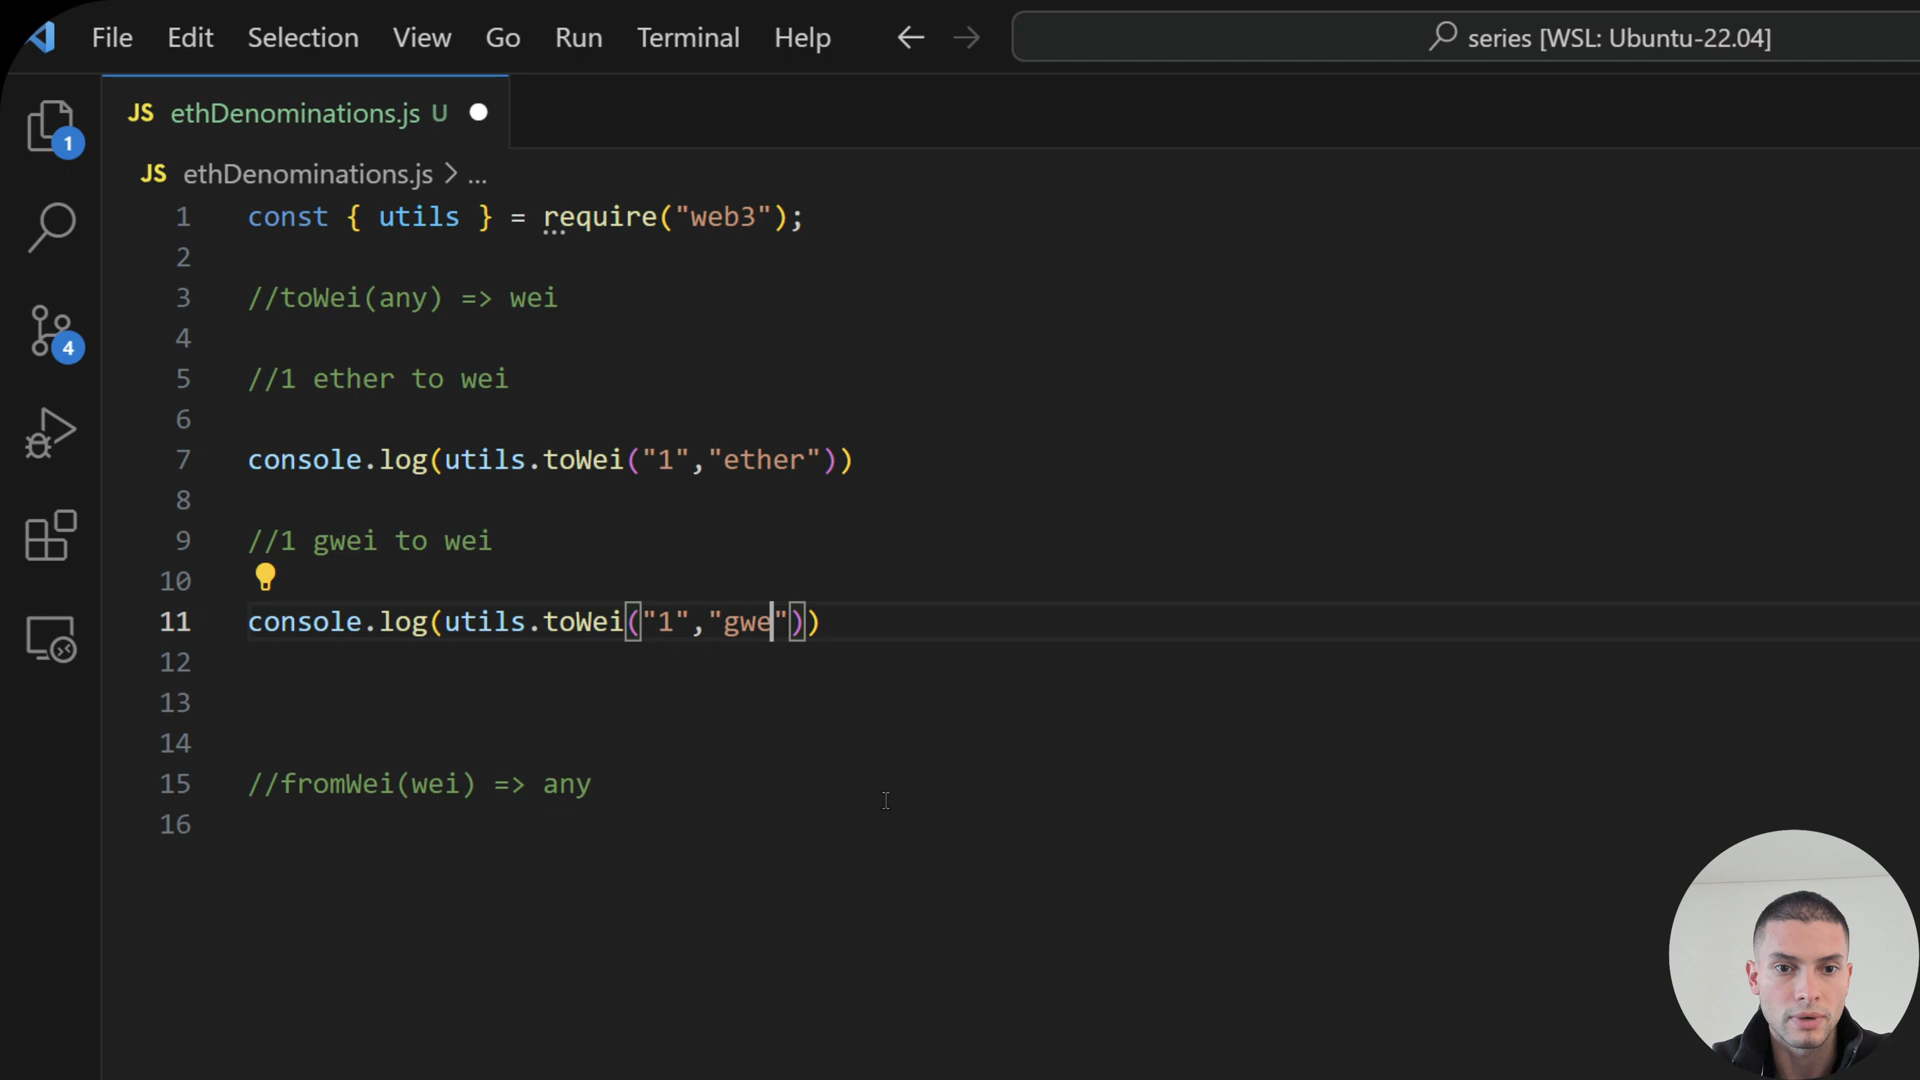 File Edit Selection View Go Run Terminal Help series [WSL: Ubuntu-22.04]
JS ethDenominations.js U
1
JS ethDenominations.js > ...
1 const { utils } = require("web3");
2
3 //toWei(any) => wei
4
4
5 //1 ether to wei
6
7 console.log(utils.toWei("1","ether"))
8
9 //1 gwei to wei
10
11 console.log(utils.toWei("1","gwe"))
12
13
14
15 //fromWei(wei) => any
16